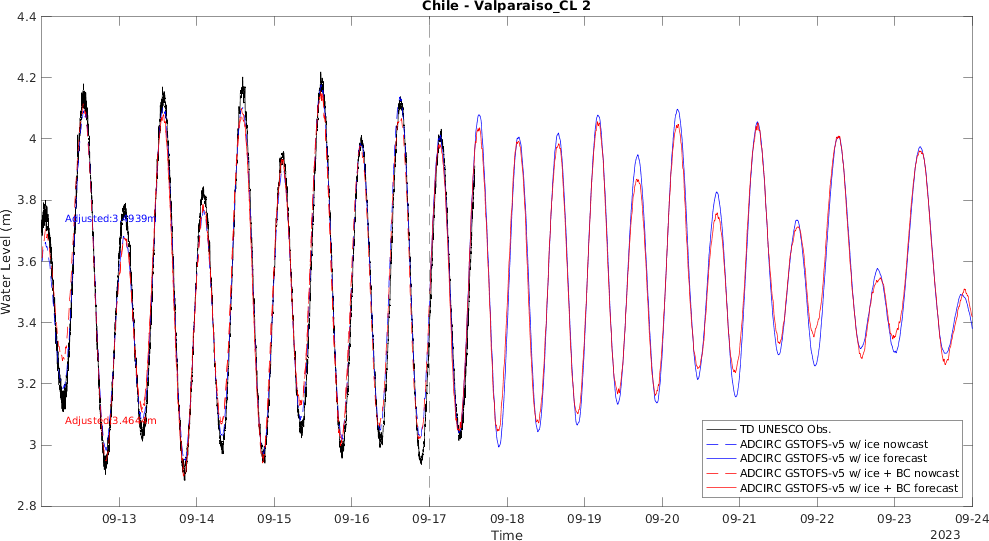 Chile - Valparaiso_CL 2
4.4
4.2
4
3.8
3.6
3.4
3.2
3
2.8
Water Level (m)
09-13
09-14
09-15
09-16
09-17
09-18
09-19
09-20
09-21
09-22
09-23
09-24
Time
2023
TD UNESCO Obs.
ADCIRC GSTOFS-v5 w/ ice nowcast
ADCIRC GSTOFS-v5 w/ ice forecast
ADCIRC GSTOFS-v5 w/ ice + BC nowcast
ADCIRC GSTOFS-v5 w/ ice + BC forecast